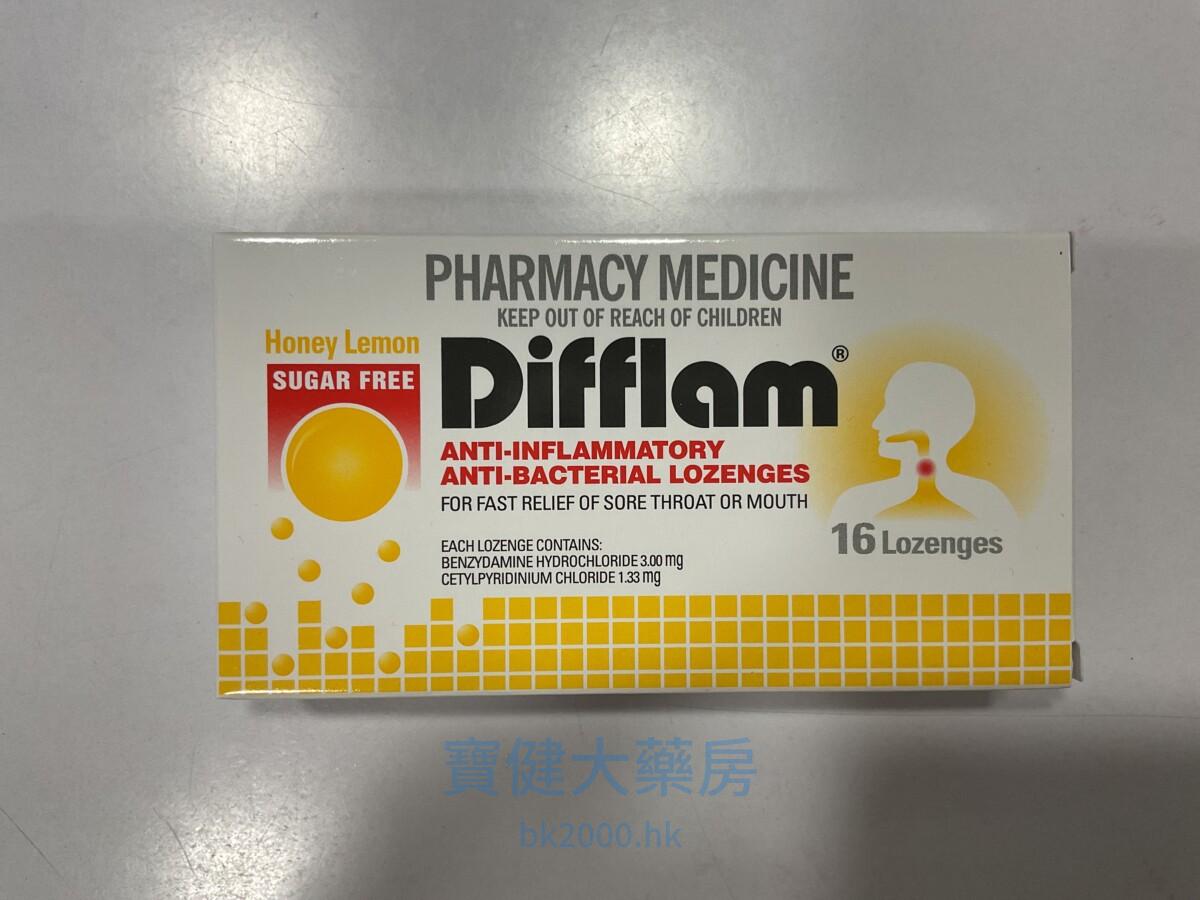 PHARMACY MEDICINE
KEEP OUT OF REACH OF CHILDREN
Honey Lemon
SUGAR FREE
Difflam®
ANTI-INFLAMMATORY
ANTI-BACTERIAL LOZENGES
FOR FAST RELIEF OF SORE THROAT OR MOUTH
16 Lozenges
EACH LOZENGE CONTAINS:
BENZYDAMINE HYDROCHLORIDE 3.00 mg
CETYLPYRIDINIUM CHLORIDE 1.33 mg
寶健大藥房
bk2000.hk